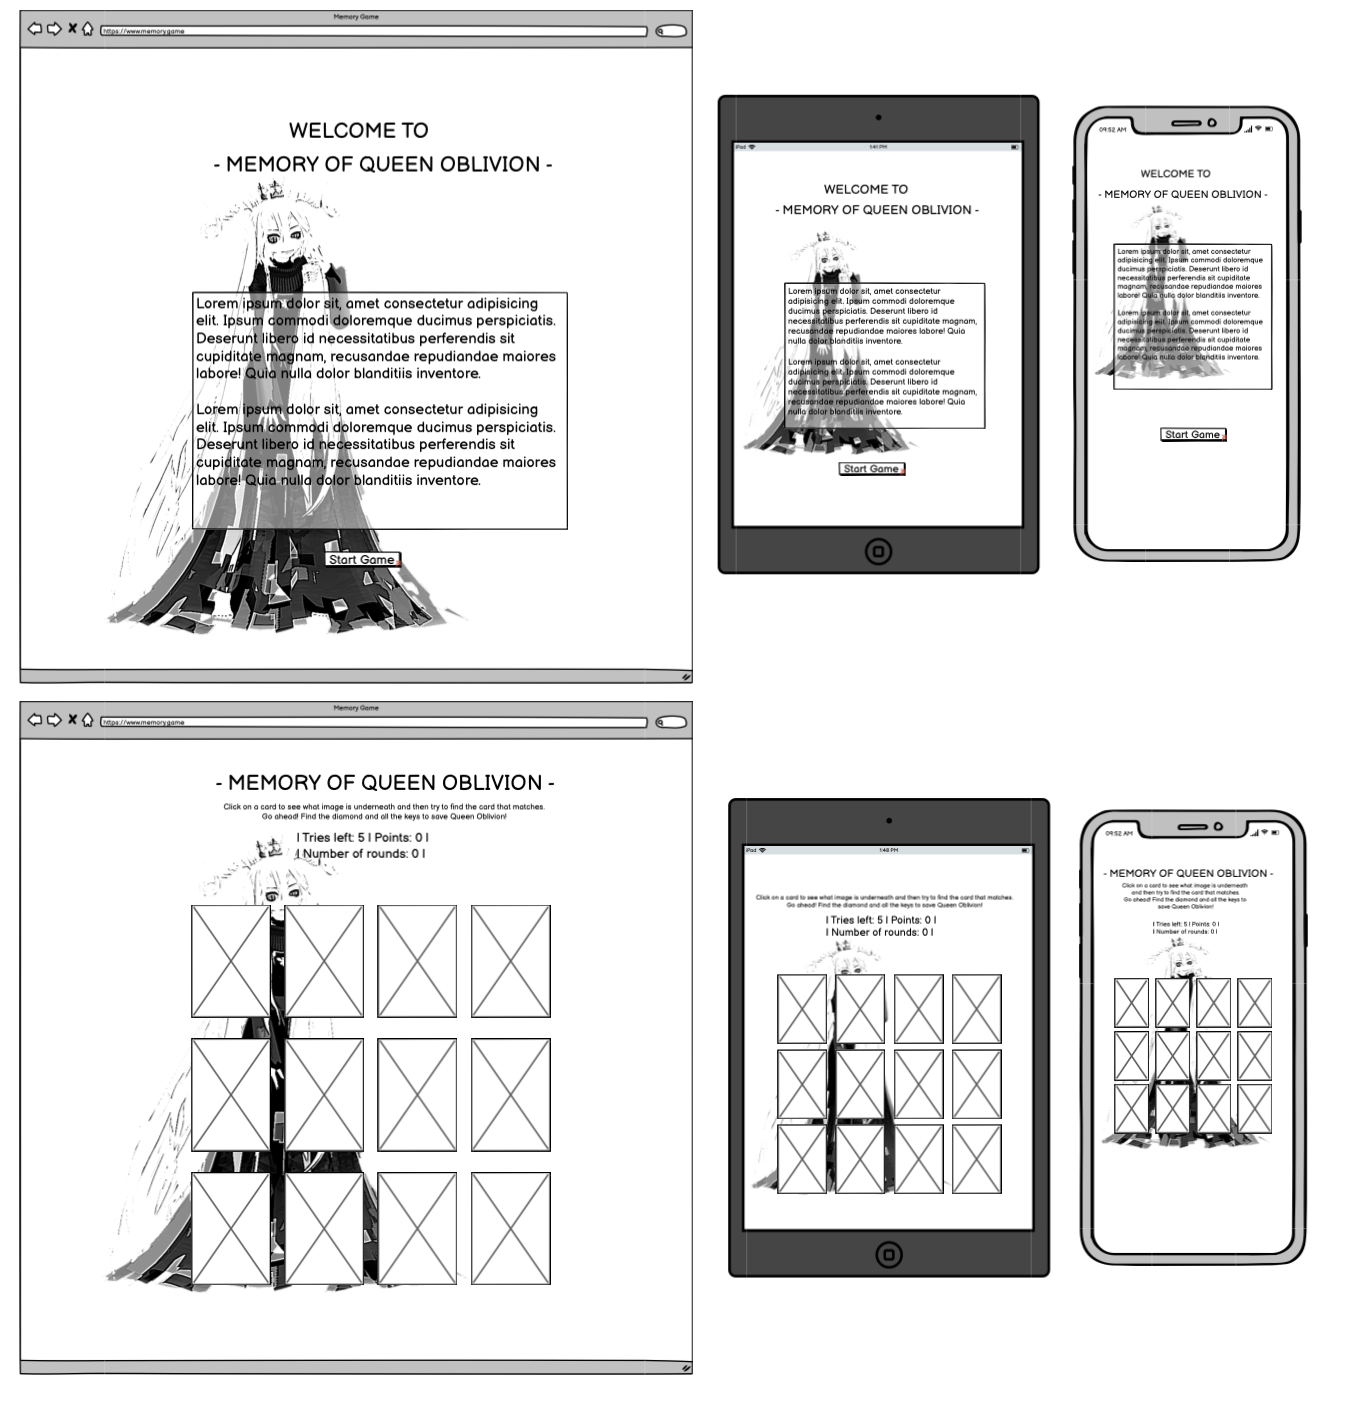 Memory Game
https://www.memory.game
WELCOME TO
- MEMORY OF QUEEN OBLIVION -
Lorem ipsum dolor sit, amet consectetur adipisicing
elit. Ipsum commodi doloremque ducimus perspiciatis.
Deserunt libero id necessitatibus perferendis sit
cupiditate magnam, recusandae repudiandae maiores
labore! Quia nulla dolor blanditiis inventore.
Lorem ipsum dolor sit, amet consectetur adipisicing
elit. Ipsum commodi doloremque ducimus perspiciatis.
Deserunt libero id necessitatibus perferendis sit
cupiditate magnam, recusandae repudiandae maiores
labore! Quia nulla dolor blanditiis inventore.
Start Game
iPad
1:41 PM
WELCOME TO
- MEMORY OF QUEEN OBLIVION -
Lorem ipsum dolor sit, amet consectetur
adipisicing elit. Ipsum commodi doloremque
ducimus perspiciatis. Deserunt libero id
necessitatibus perferendis sit cupiditate magnam,
recusandae repudiandae maiores labore! Quia
nulla dolor blanditiis inventore.
Lorem ipsum dolor sit, amet consectetur
adipisicing elit. Ipsum commodi doloremque
ducimus perspiciatis. Deserunt libero id
necessitatibus perferendis sit cupiditate magnam,
recusandae repudiandae maiores labore! Quia
nulla dolor blanditiis inventore.
Start Game
09:52 AM
WELCOME TO
- MEMORY OF QUEEN OBLIVION -
Lorem ipsum dolor sit, amet consectetur
adipisicing elit. Ipsum commodi doloremque
ducimus perspiciatis. Deserunt libero id
necessitatibus perferendis sit cupiditate
magnam, recusandae repudiandae maiores
labore! Quia nulla dolor blanditiis inventore.
Lorem ipsum dolor sit, amet consectetur
adipisicing elit. Ipsum commodi doloremque
ducimus perspiciatis. Deserunt libero id
necessitatibus perferendis sit cupiditate
magnam, recusandae repudiandae maiores
labore! Quia nulla dolor blanditiis inventore.
Start Game
Memory Game
https://www.memory.game
- MEMORY OF QUEEN OBLIVION -
Click on a card to see what image is underneath and then try to find the card that matches.
Go ahead! Find the diamond and all the keys to save Queen Oblivion!
| Tries left: 5 | Points: 0 |
| Number of rounds: 0 |
iPad
1:48 PM
Click on a card to see what image is underneath and then try to find the card that matches.
Go ahead! Find the diamond and all the keys to save Queen Oblivion!
| Tries left: 5 | Points: 0 |
| Number of rounds: 0 |
09:52 AM
- MEMORY OF QUEEN OBLIVION -
Click on a card to see what image is underneath
and then try to find the card that matches.
Go ahead! Find the diamond and all the keys to
save Queen Oblivion!
| Tries left: 5 | Points: 0 |
| Number of rounds: 0 |